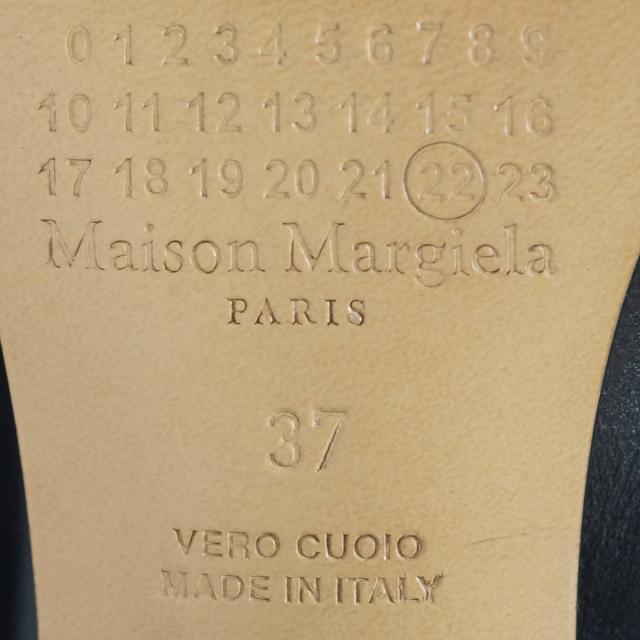 0 1 2 3 4 5 6 7 8 9
10 11 12 13 14 15 16
17 18 19 20 21 22 23
Maison Margiela
PARIS
37
VERO CUOIO
MADE IN ITALY